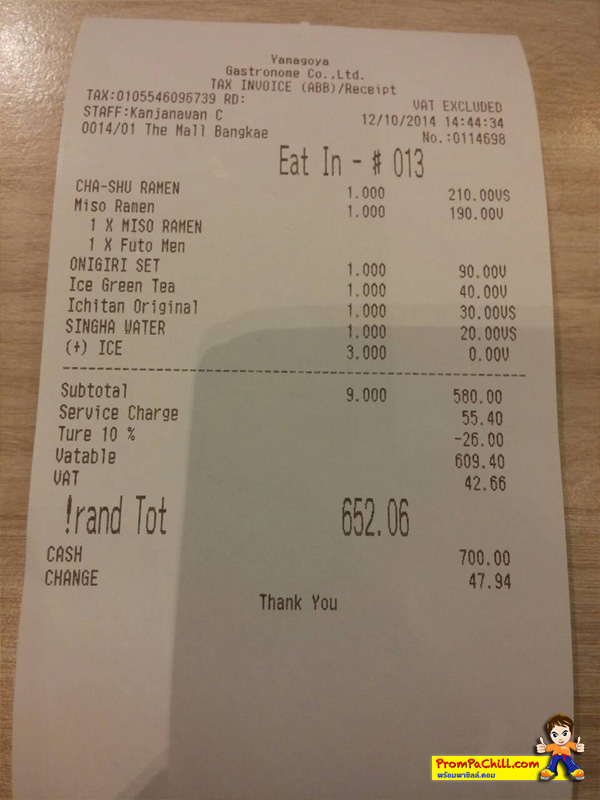 Yanagoya
Gastronome Co.,Ltd.
TAX INVOICE (ABB)/Receipt
TAX:0105546096739 RD: VAT EXCLUDED
STAFF:Kanjanawan C 12/10/2014 14:44:34
0014/01 The Mall Bangkae No.:0114698
Eat In - # 013
CHA-SHU RAMEN 1.000 210.00VS
Miso Ramen 1.000 190.00V
1 X MISO RAMEN
1 X Futo Men
ONIGIRI SET 1.000 90.00V
Ice Green Tea 1.000 40.00V
Ichitan Original 1.000 30.00VS
SINGHA WATER 1.000 20.00VS
(+) ICE 3.000 0.00V
Subtotal 9.000 580.00
Service Charge 55.40
Ture 10 % -26.00
Vatable 609.40
VAT 42.66
!rand Tot 652.06
CASH 700.00
CHANGE 47.94
Thank You
PromPaChill.com
พร้อมพาชิลล์.คอม